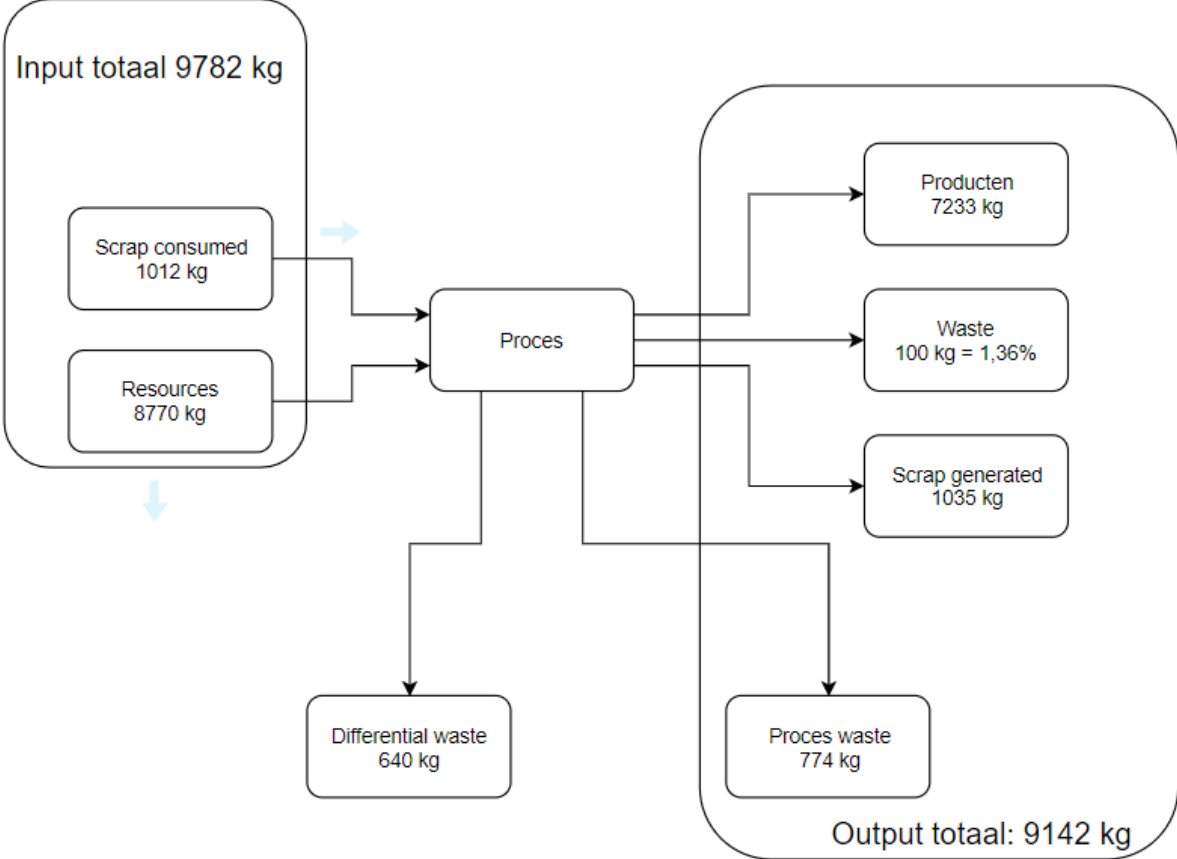 Input totaal 9782 kg
Scrap consumed
1012 kg
Resources
8770 kg
Proces
Producten
7233 kg
Waste
100 kg = 1,36%
Scrap generated
1035 kg
Differential waste
640 kg
Proces waste
774 kg
Output totaal: 9142 kg